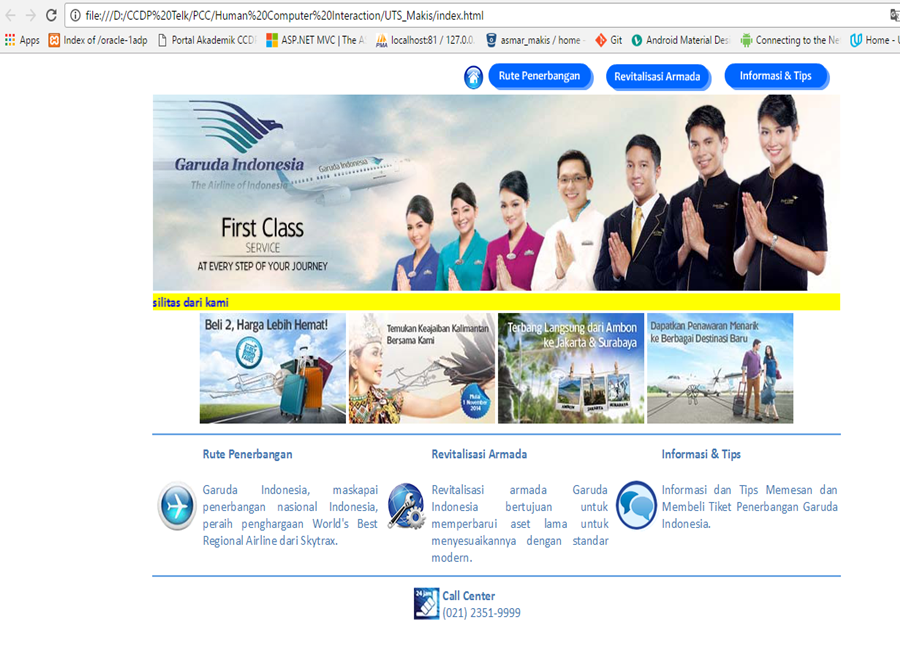 file:///D:/CCDP%20Telk/PCC/Human%20Computer%20Interaction/UTS_Makis/index.html
Apps Index of /oracle-1adp Portal Akademik CCD ASP.NET MVC | The A localhost:81 / 127.0.0. asmar_makis / home Git Android Material Des Connecting to the Ne Home -
Rute Penerbangan Revitalisasi Armada Informasi & Tips
Garuda Indonesia
The Airline of Indonesia
Garuda Indonesia
First Class
SERVICE
AT EVERY STEP OF YOUR JOURNEY
silitas dari kami
Beli 2, Harga Lebih Hemat!
Temukan Keajaiban Kalimantan
Bersama Kami
Mulai
1 November
2014
Terbang Langsung dari Ambon
ke Jakarta & Surabaya
AMBON JAKARTA SURABAYA
Dapatkan Penawaran Menarik
ke Berbagai Destinasi Baru
Rute Penerbangan
Garuda Indonesia, maskapai
penerbangan nasional Indonesia,
peraih penghargaan World's Best
Regional Airline dari Skytrax.
Revitalisasi Armada
Revitalisasi armada Garuda
Indonesia bertujuan untuk
memperbarui aset lama untuk
menyesuaikannya dengan standar
modern.
Informasi & Tips
Informasi dan Tips Memesan dan
Membeli Tiket Penerbangan Garuda
Indonesia.
24 jam
Call Center
(021) 2351-9999